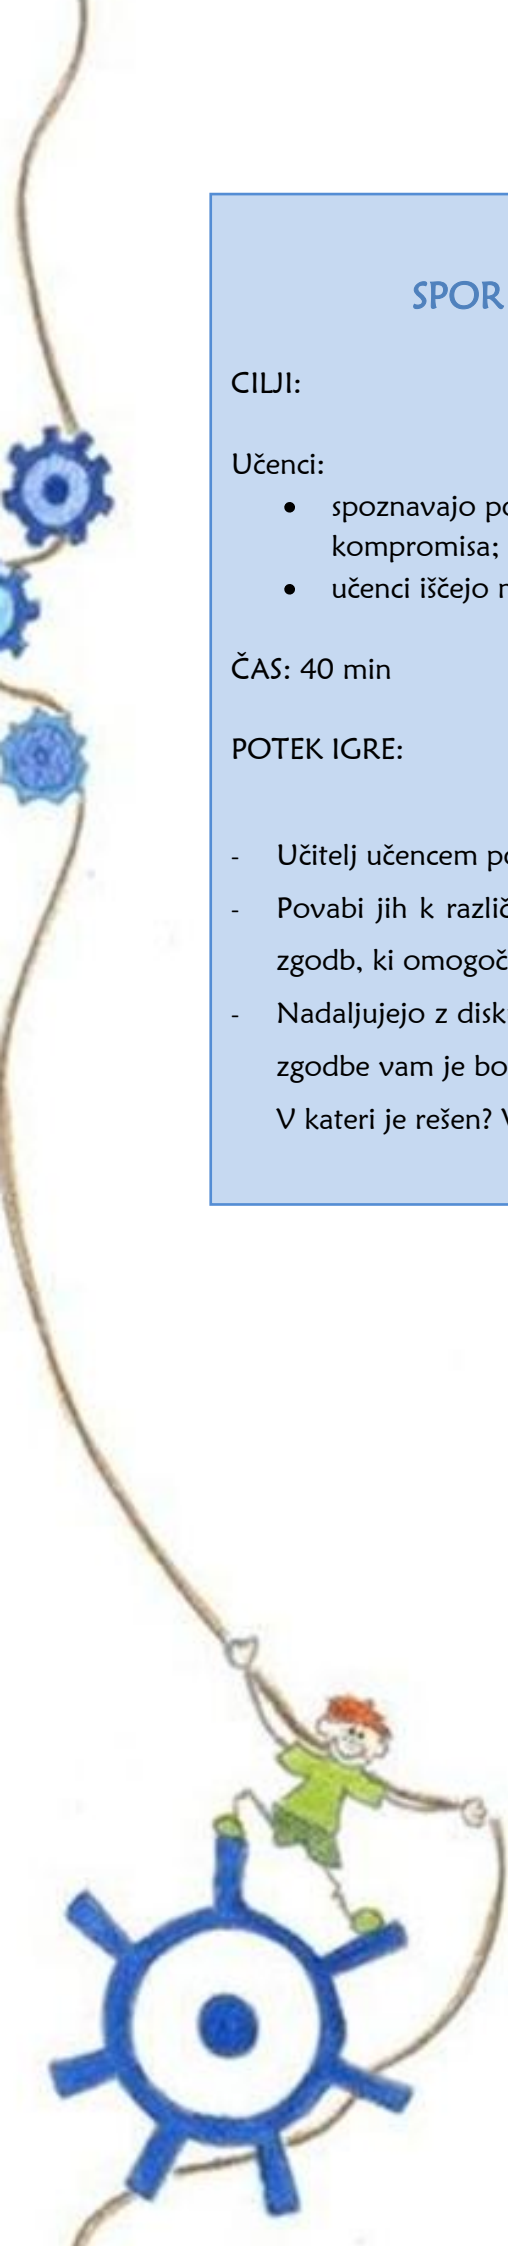 SPOR
CILJI:
Učenci:
• spoznavajo po
kompromisa;
• učenci iščejo n
ČAS: 40 min
POTEK IGRE:
- Učitelj učencem po
- Povabi jih k različ
zgodb, ki omogoč
- Nadaljujejo z disk
zgodbe vam je bo
V kateri je rešen? V